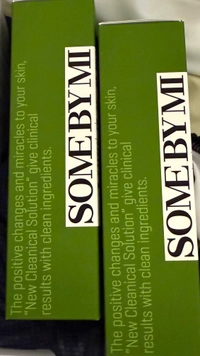 The positive changes and miracles to your skin,
"New Cleanical Solution" give clinical
results with clean ingredients.
SOMEBYMI
The positive changes and miracles to your skin,
"New Cleanical Solution" give clinical
results with clean ingredients.
SOMEBYMI